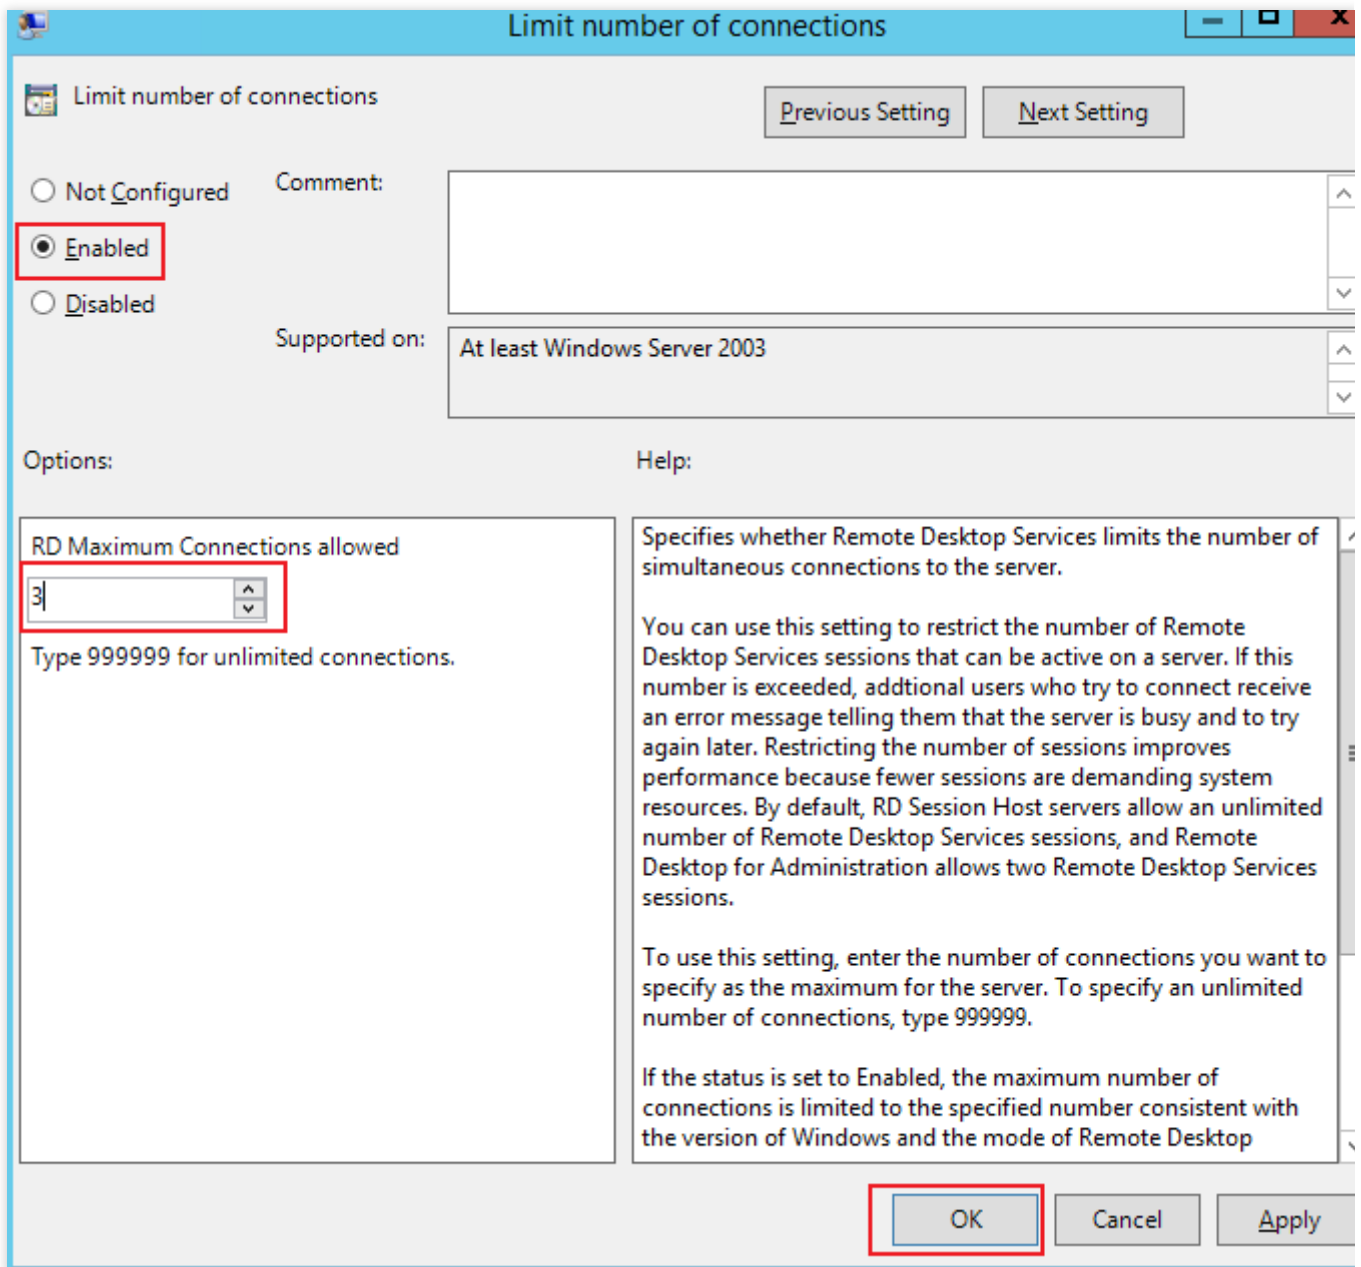 Limit number of connections
Limit number of connections
Previous Setting
Next Setting
Not Configured
Comment:
Enabled
Disabled
Supported on:
At least Windows Server 2003
Options:
Help:
RD Maximum Connections allowed
3
Type 999999 for unlimited connections.
Specifies whether Remote Desktop Services limits the number of
simultaneous connections to the server.
You can use this setting to restrict the number of Remote
Desktop Services sessions that can be active on a server. If this
number is exceeded, addtional users who try to connect receive
an error message telling them that the server is busy and to try
again later. Restricting the number of sessions improves
performance because fewer sessions are demanding system
resources. By default, RD Session Host servers allow an unlimited
number of Remote Desktop Services sessions, and Remote
Desktop for Administration allows two Remote Desktop Services
sessions.
To use this setting, enter the number of connections you want to
specify as the maximum for the server. To specify an unlimited
number of connections, type 999999.
If the status is set to Enabled, the maximum number of
connections is limited to the specified number consistent with
the version of Windows and the mode of Remote Desktop
OK
Cancel
Apply